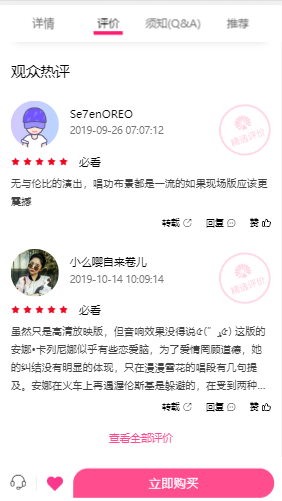 详情 评价 须知(Q&A) 推荐
观众热评
Se7enOREO
2019-09-26 07:07:12
精选评价
必看
无与伦比的演出，唱功布景都是一流的如果现场版应该更
震撼
转载 回复 赞
小么嘤自来卷儿
2019-10-14 10:09:14
精选评价
必看
虽然只是高清放映版，但音响效果没得说
这版的
安娜•卡列尼娜似乎有些恋爱脑，为了爱情罔顾道德，她
的纠结没有明显的体现，只在漫漫雪花的唱段有几句提
及。安娜在火车上再遇渥伦斯基是躲避的，在受到两种...
转载 回复 赞
查看全部评价
立即购买